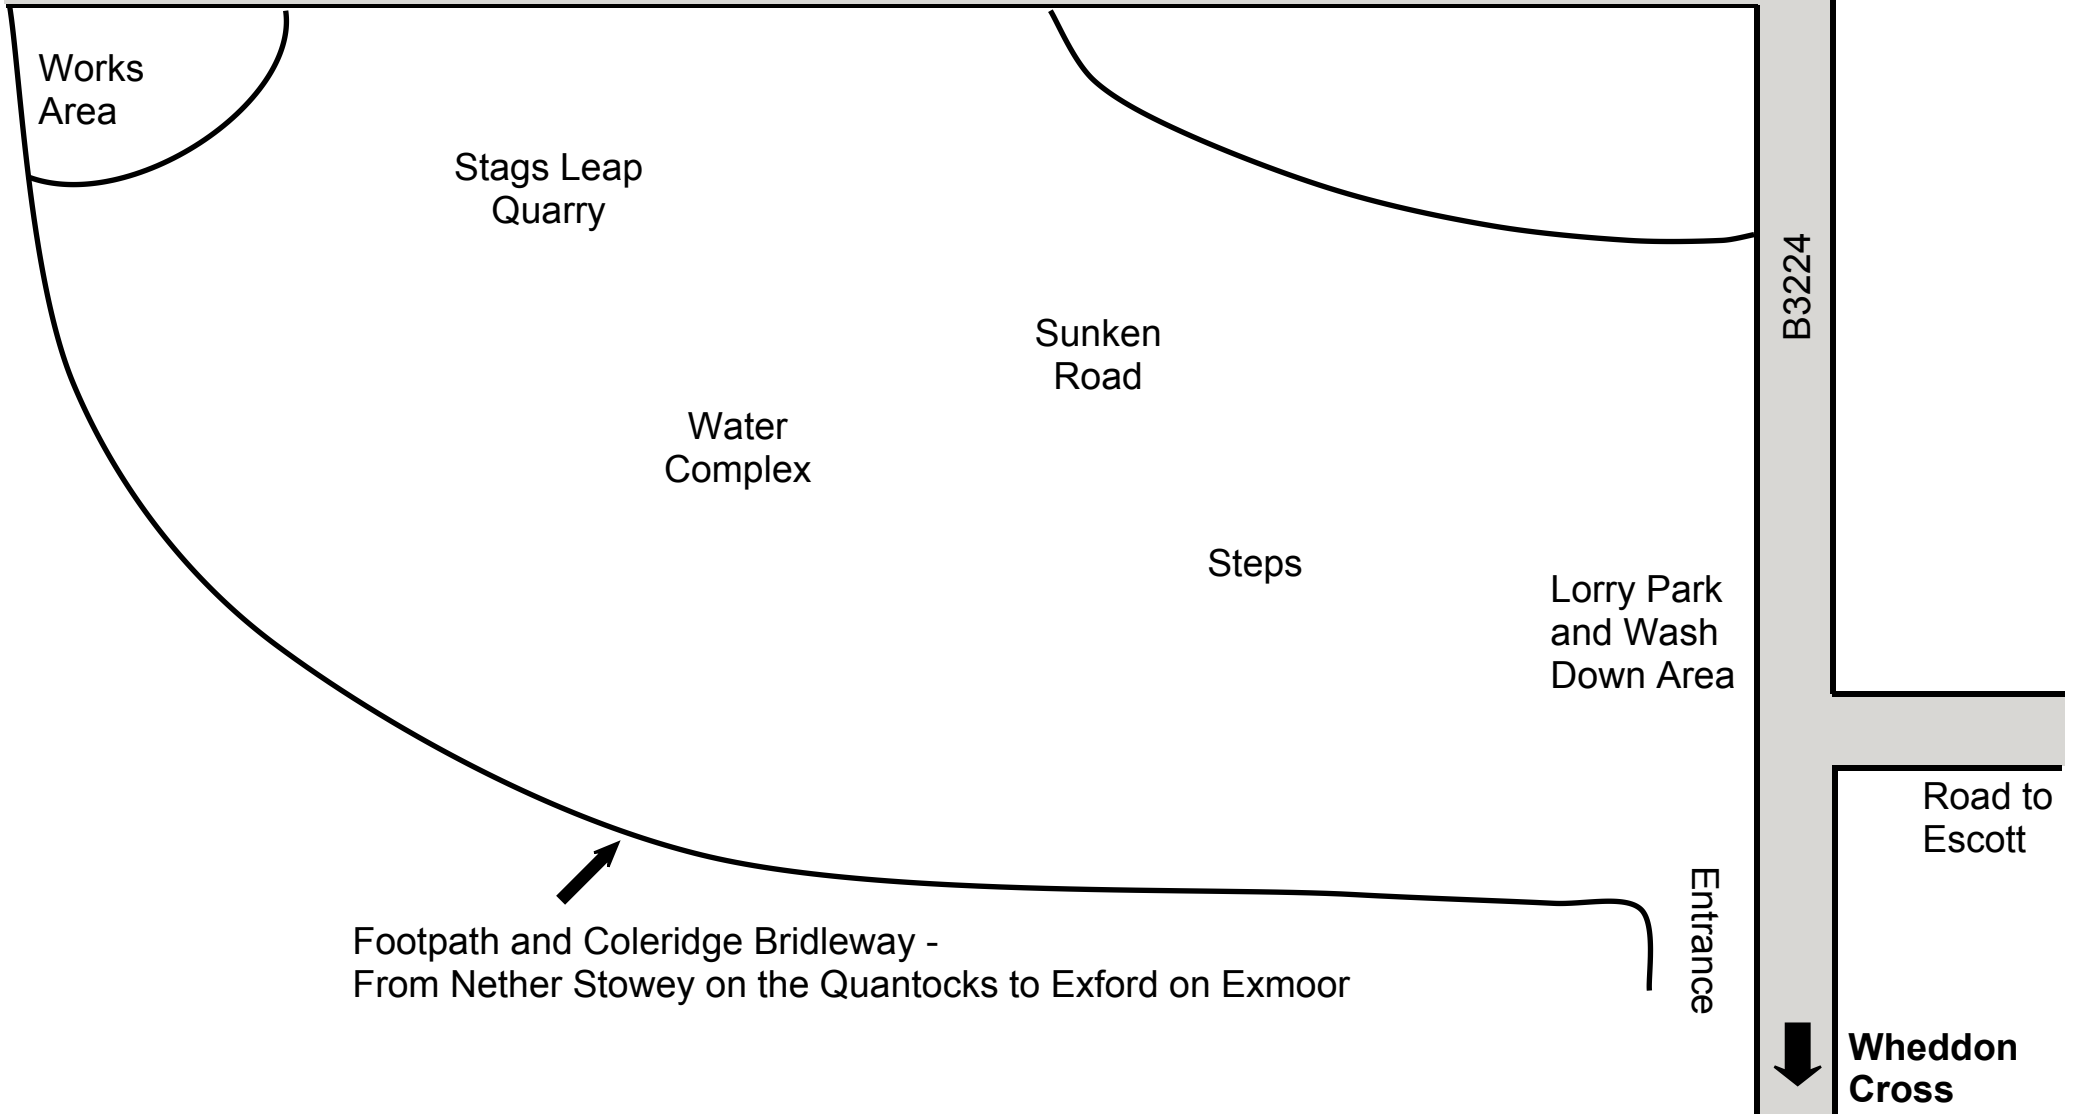 Works
Area
Stags Leap
Quarry
B3224
Sunken
Road
Water
Complex
Steps
Lorry Park
and Wash
Down Area
Road to
Escott
Entrance
Footpath and Coleridge Bridleway -
From Nether Stowey on the Quantocks to Exford on Exmoor
Wheddon
Cross